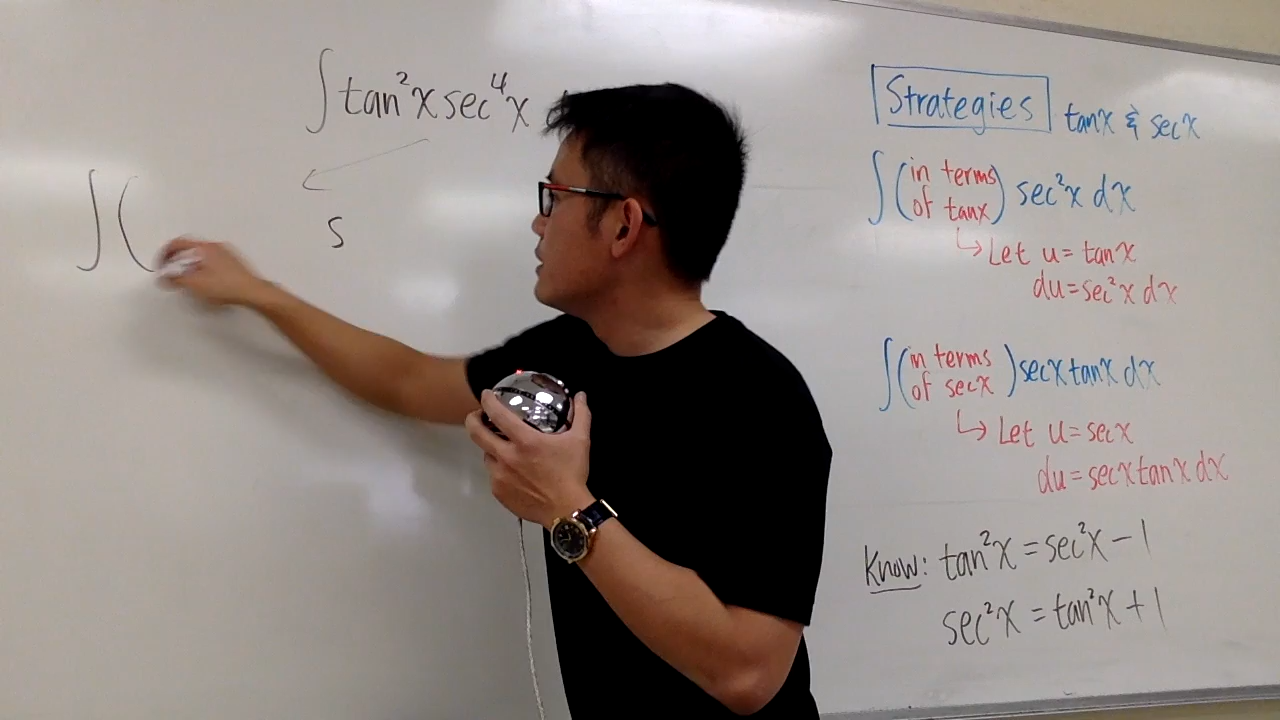 ∫ tan²x sec⁴x
∫(
s
Strategies tanx & secx
∫(in terms of tanx) sec²x dx
↳ Let u = tanx
du = sec²x dx
∫(in terms of secx) secx tanx dx
↳ Let u = secx
du = secx tanx dx
Know: tan²x = sec²x − 1
sec²x = tan²x + 1